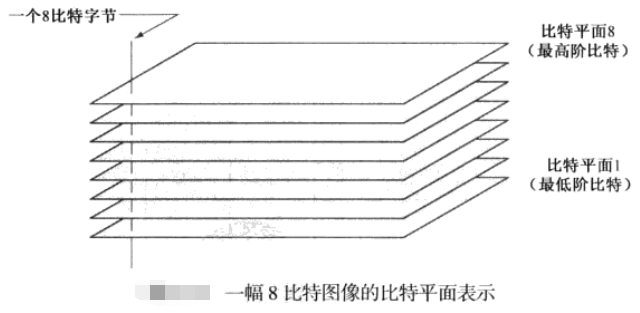 一个8比特字节
比特平面8
（最高阶比特）
比特平面1
（最低阶比特）
一幅 8 比特图像的比特平面表示